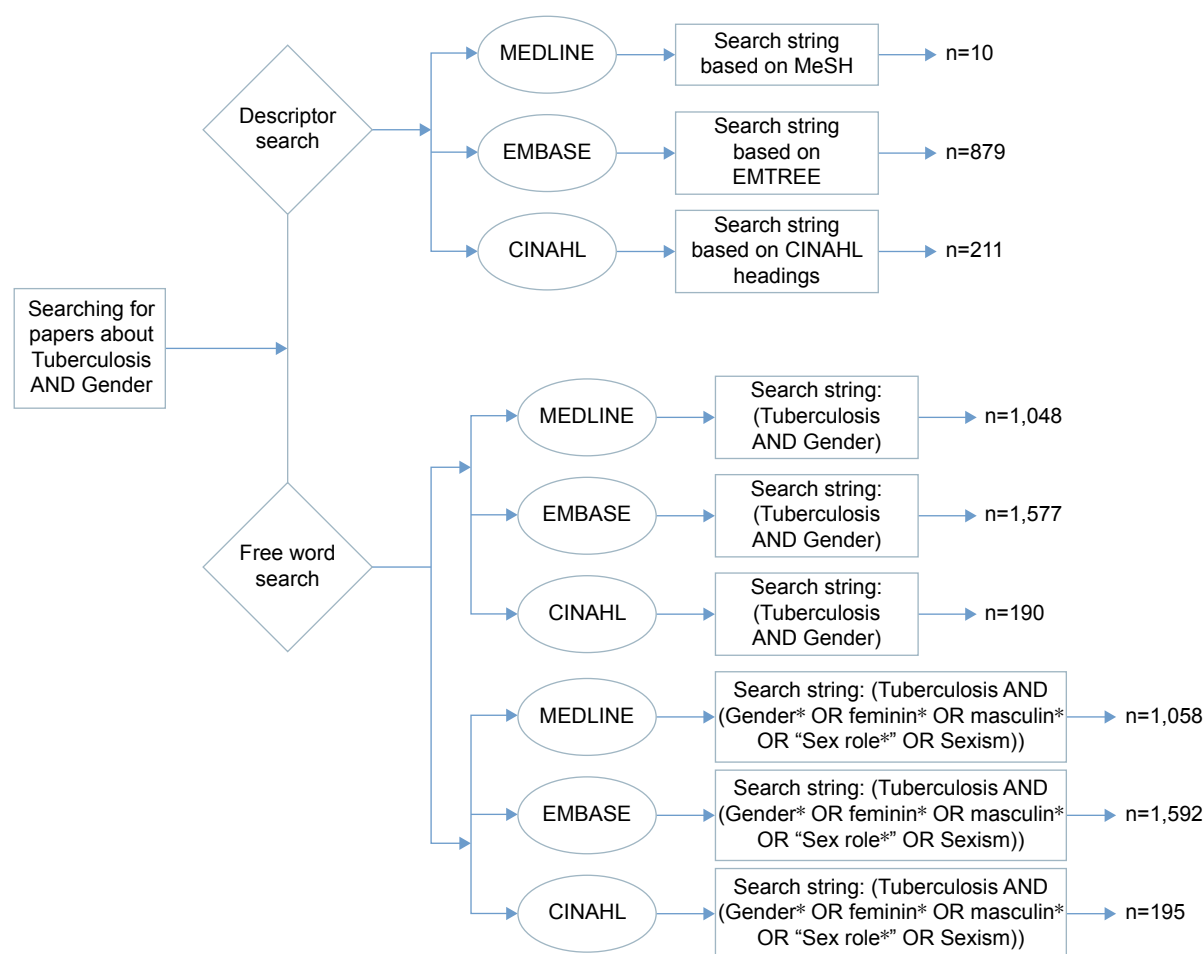 MEDLINE
Search string
based on MeSH
n=10
Descriptor
search
EMBASE
Search string
based on
EMTREE
n=879
CINAHL
Search string
based on CINAHL
headings
n=211
Searching for
papers about
Tuberculosis
AND Gender
MEDLINE
Search string:
(Tuberculosis
AND Gender)
n=1,048
EMBASE
Search string:
(Tuberculosis
AND Gender)
n=1,577
Free word
search
CINAHL
Search string:
(Tuberculosis
AND Gender)
n=190
MEDLINE
Search string: (Tuberculosis AND
(Gender* OR feminin* OR masculin*
OR “Sex role*” OR Sexism))
n=1,058
EMBASE
Search string: (Tuberculosis AND
(Gender* OR feminin* OR masculin*
OR “Sex role*” OR Sexism))
n=1,592
CINAHL
Search string: (Tuberculosis AND
(Gender* OR feminin* OR masculin*
OR “Sex role*” OR Sexism))
n=195